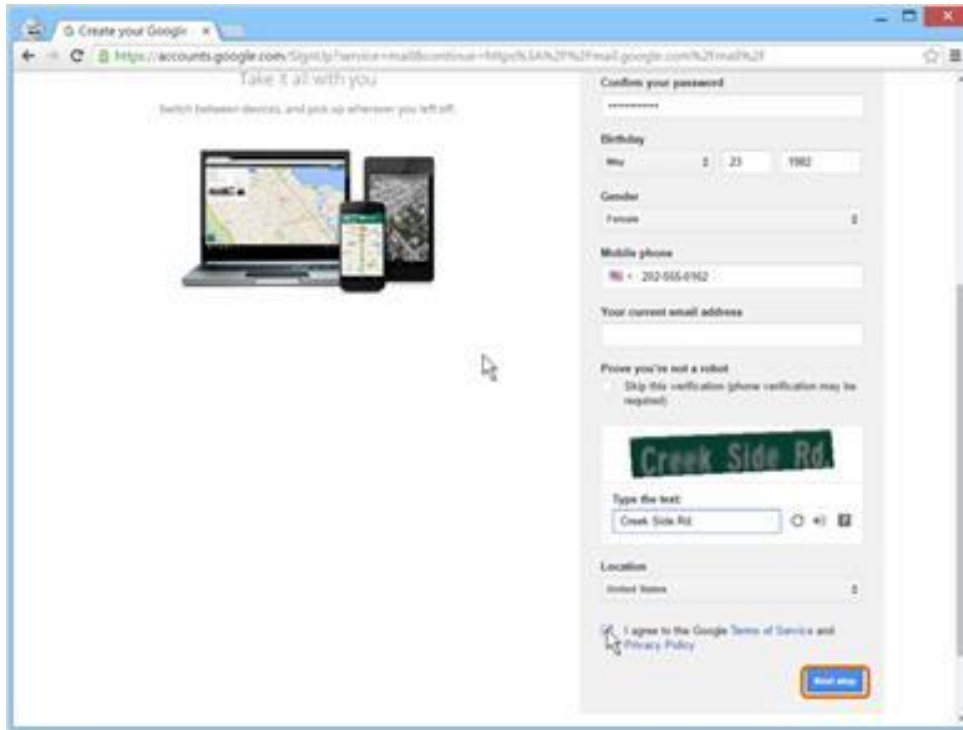 Create your Google
https://accounts.google.com/SignUp?service=mail&continue=https%3A%2F%2Fmail.google.com%2Fmail%2F
Take it all with you
Switch between devices, and pick up wherever you left off.
Confirm your password
Birthday
May 23 1982
Gender
Female
Mobile phone
202-555-0162
Your current email address
Prove you're not a robot
Skip this verification (phone verification may be
required)
Creek Side Rd.
Type the text:
Creek Side Rd.
Location
United States
I agree to the Google Terms of Service and
Privacy Policy
Next step